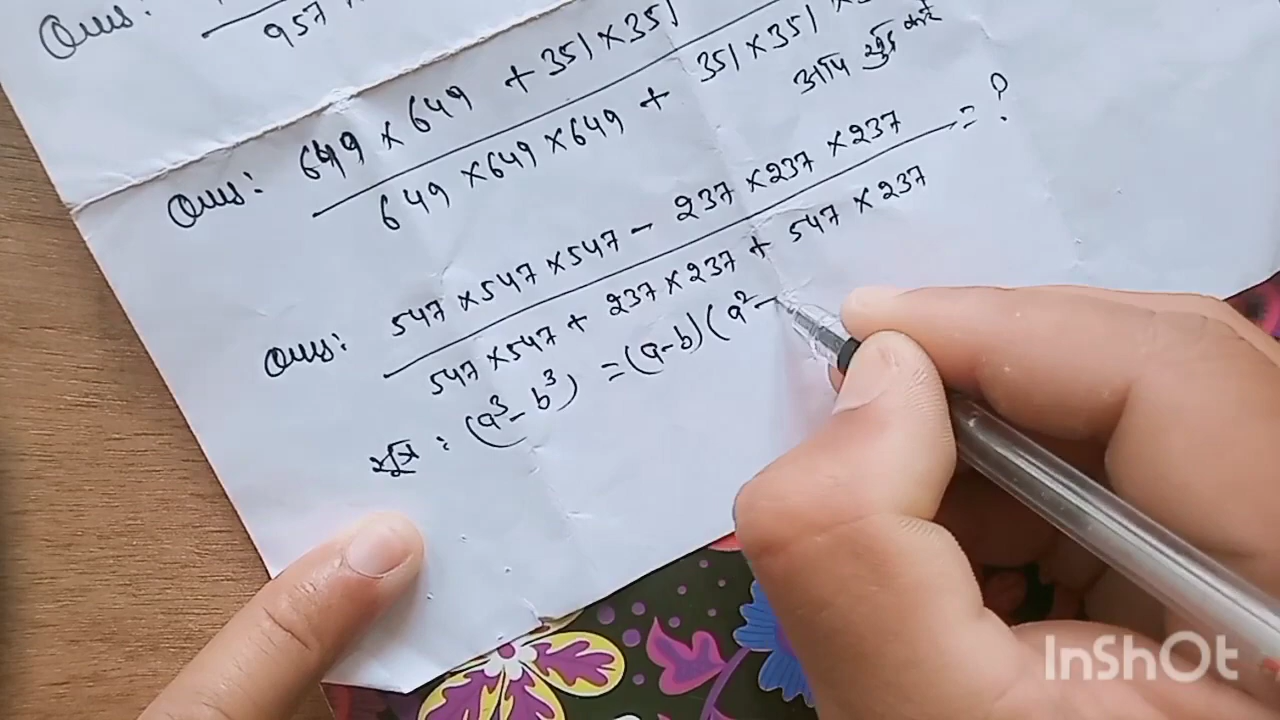 Ques:
957
Ques: 649 × 649 + 351 × 351
649 × 649 × 649 + 351 × 351
आप खुद करे
Ques: 547 × 547 × 547 - 237 × 237 × 237 = ?
547 × 547 + 237 × 237 + 547 × 237
सूत्र : (a³ - b³) = (a-b) (a² -
InShOt